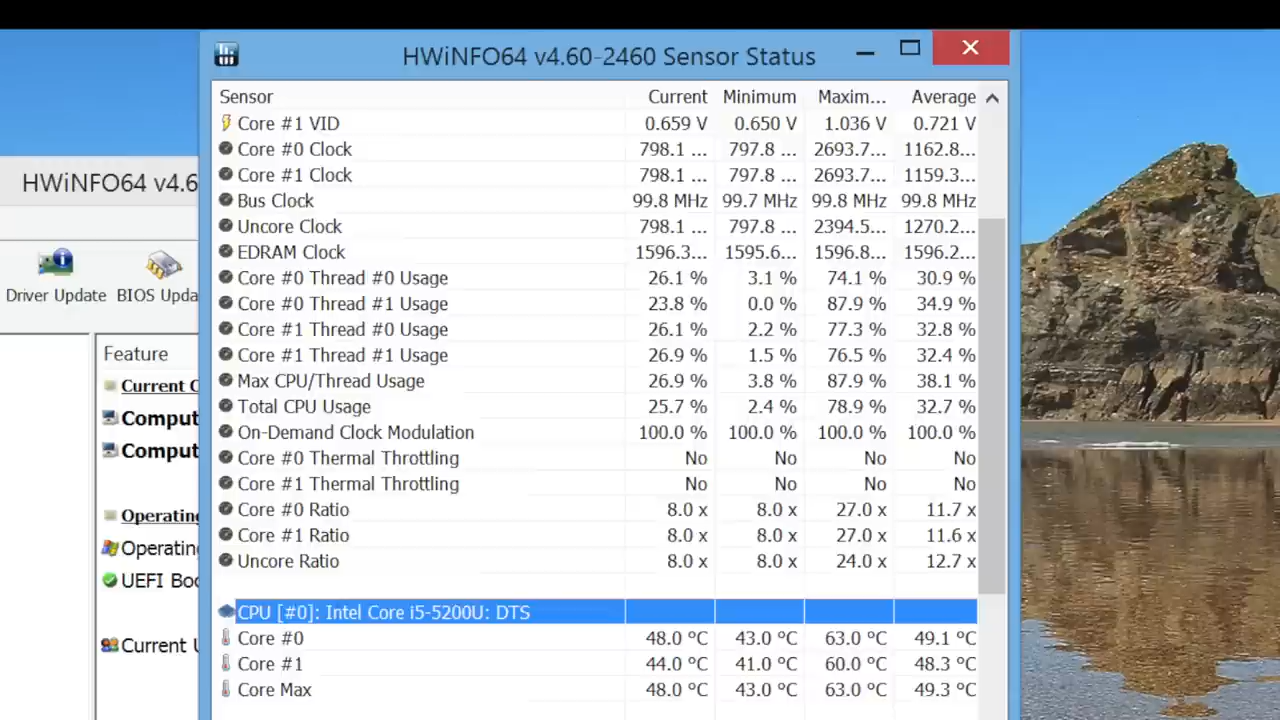 HWiNFO64 v4.60-2460 Sensor Status
Sensor Current Minimum Maxim... Average
Core #1 VID 0.659 V 0.650 V 1.036 V 0.721 V
Core #0 Clock 798.1 ... 797.8 ... 2693.7... 1162.8...
Core #1 Clock 798.1 ... 797.8 ... 2693.7... 1159.3...
Bus Clock 99.8 MHz 99.7 MHz 99.8 MHz 99.8 MHz
Uncore Clock 798.1 ... 797.8 ... 2394.5... 1270.2...
EDRAM Clock 1596.3... 1595.6... 1596.8... 1596.2...
Core #0 Thread #0 Usage 26.1 % 3.1 % 74.1 % 30.9 %
Core #0 Thread #1 Usage 23.8 % 0.0 % 87.9 % 34.9 %
Core #1 Thread #0 Usage 26.1 % 2.2 % 77.3 % 32.8 %
Core #1 Thread #1 Usage 26.9 % 1.5 % 76.5 % 32.4 %
Max CPU/Thread Usage 26.9 % 3.8 % 87.9 % 38.1 %
Total CPU Usage 25.7 % 2.4 % 78.9 % 32.7 %
On-Demand Clock Modulation 100.0 % 100.0 % 100.0 % 100.0 %
Core #0 Thermal Throttling No No No No
Core #1 Thermal Throttling No No No No
Core #0 Ratio 8.0 x 8.0 x 27.0 x 11.7 x
Core #1 Ratio 8.0 x 8.0 x 27.0 x 11.6 x
Uncore Ratio 8.0 x 8.0 x 24.0 x 12.7 x
CPU [#0]: Intel Core i5-5200U: DTS
Core #0 48.0 °C 43.0 °C 63.0 °C 49.1 °C
Core #1 44.0 °C 41.0 °C 60.0 °C 48.3 °C
Core Max 48.0 °C 43.0 °C 63.0 °C 49.3 °C
HWiNFO64 v4.6
Driver Update BIOS Upda
Feature
Current C
Comput
Comput
Operating
Operatin
UEFI Boo
Current U